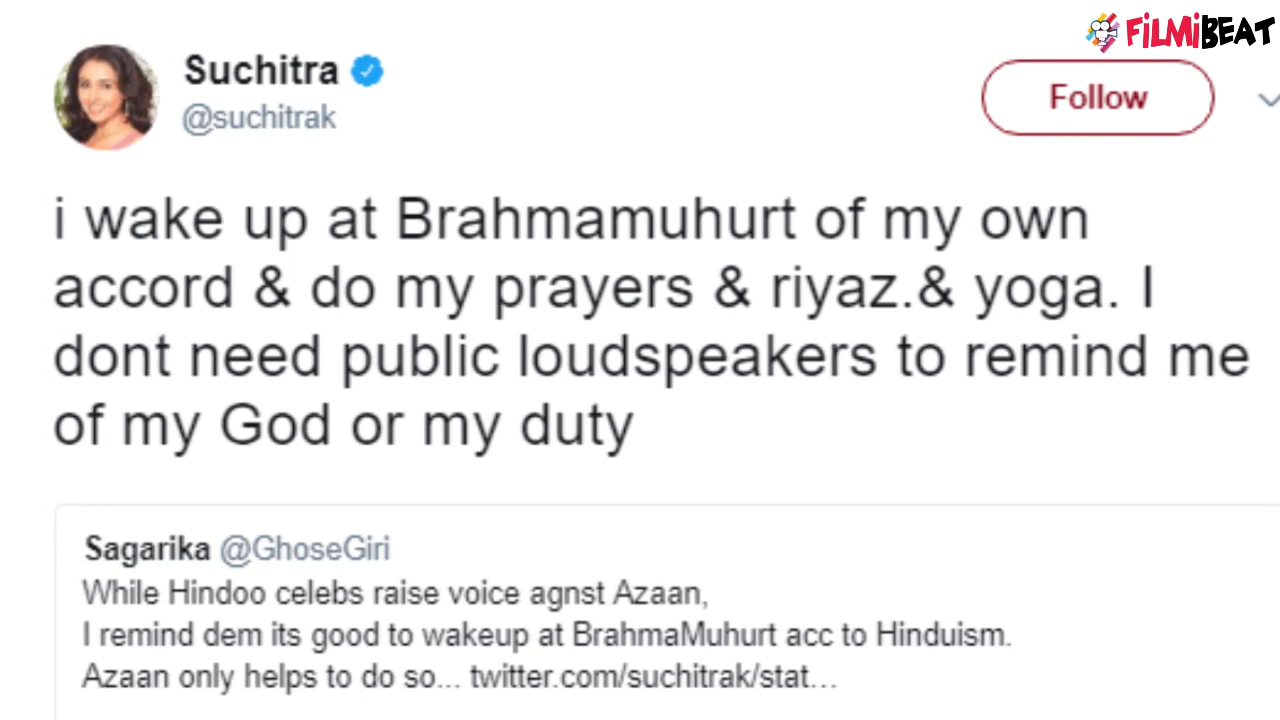 FiLMiBEAT
Suchitra
@suchitrak
Follow
i wake up at Brahmamuhurt of my own
accord & do my prayers & riyaz.& yoga. I
dont need public loudspeakers to remind me
of my God or my duty
Sagarika @GhoseGiri
While Hindoo celebs raise voice agnst Azaan,
I remind dem its good to wakeup at BrahmaMuhurt acc to Hinduism.
Azaan only helps to do so... twitter.com/suchitrak/stat…